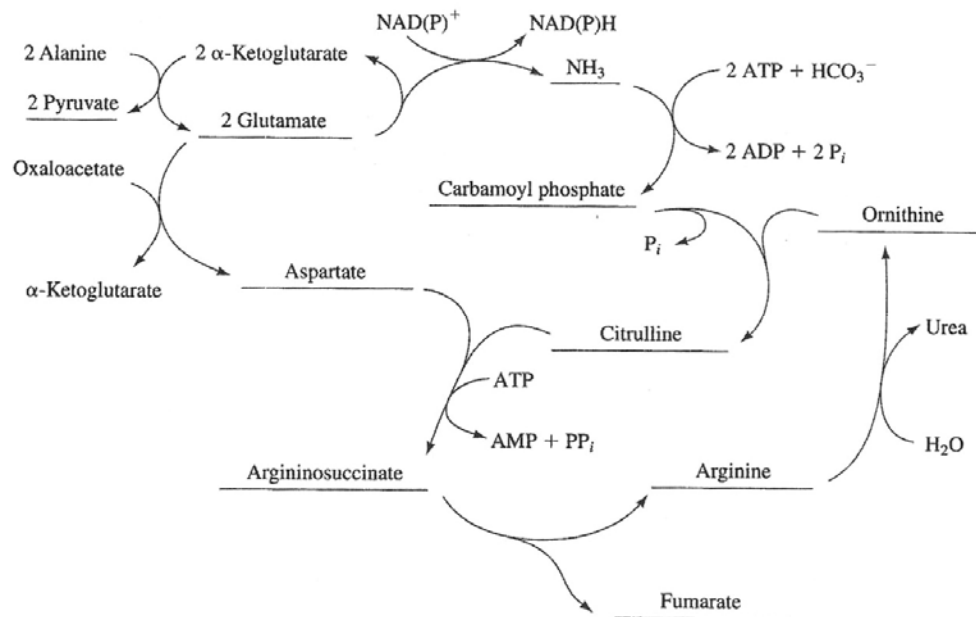 NAD(P)⁺ NAD(P)H
2 Alanine 2 α-Ketoglutarate NH₃ 2 ATP + HCO₃⁻
2 Pyruvate 2 Glutamate
Oxaloacetate 2 ADP + 2 Pᵢ
Carbamoyl phosphate Ornithine
Pᵢ
α-Ketoglutarate Aspartate
Citrulline Urea
ATP
AMP + PPᵢ H₂O
Argininosuccinate Arginine
Fumarate